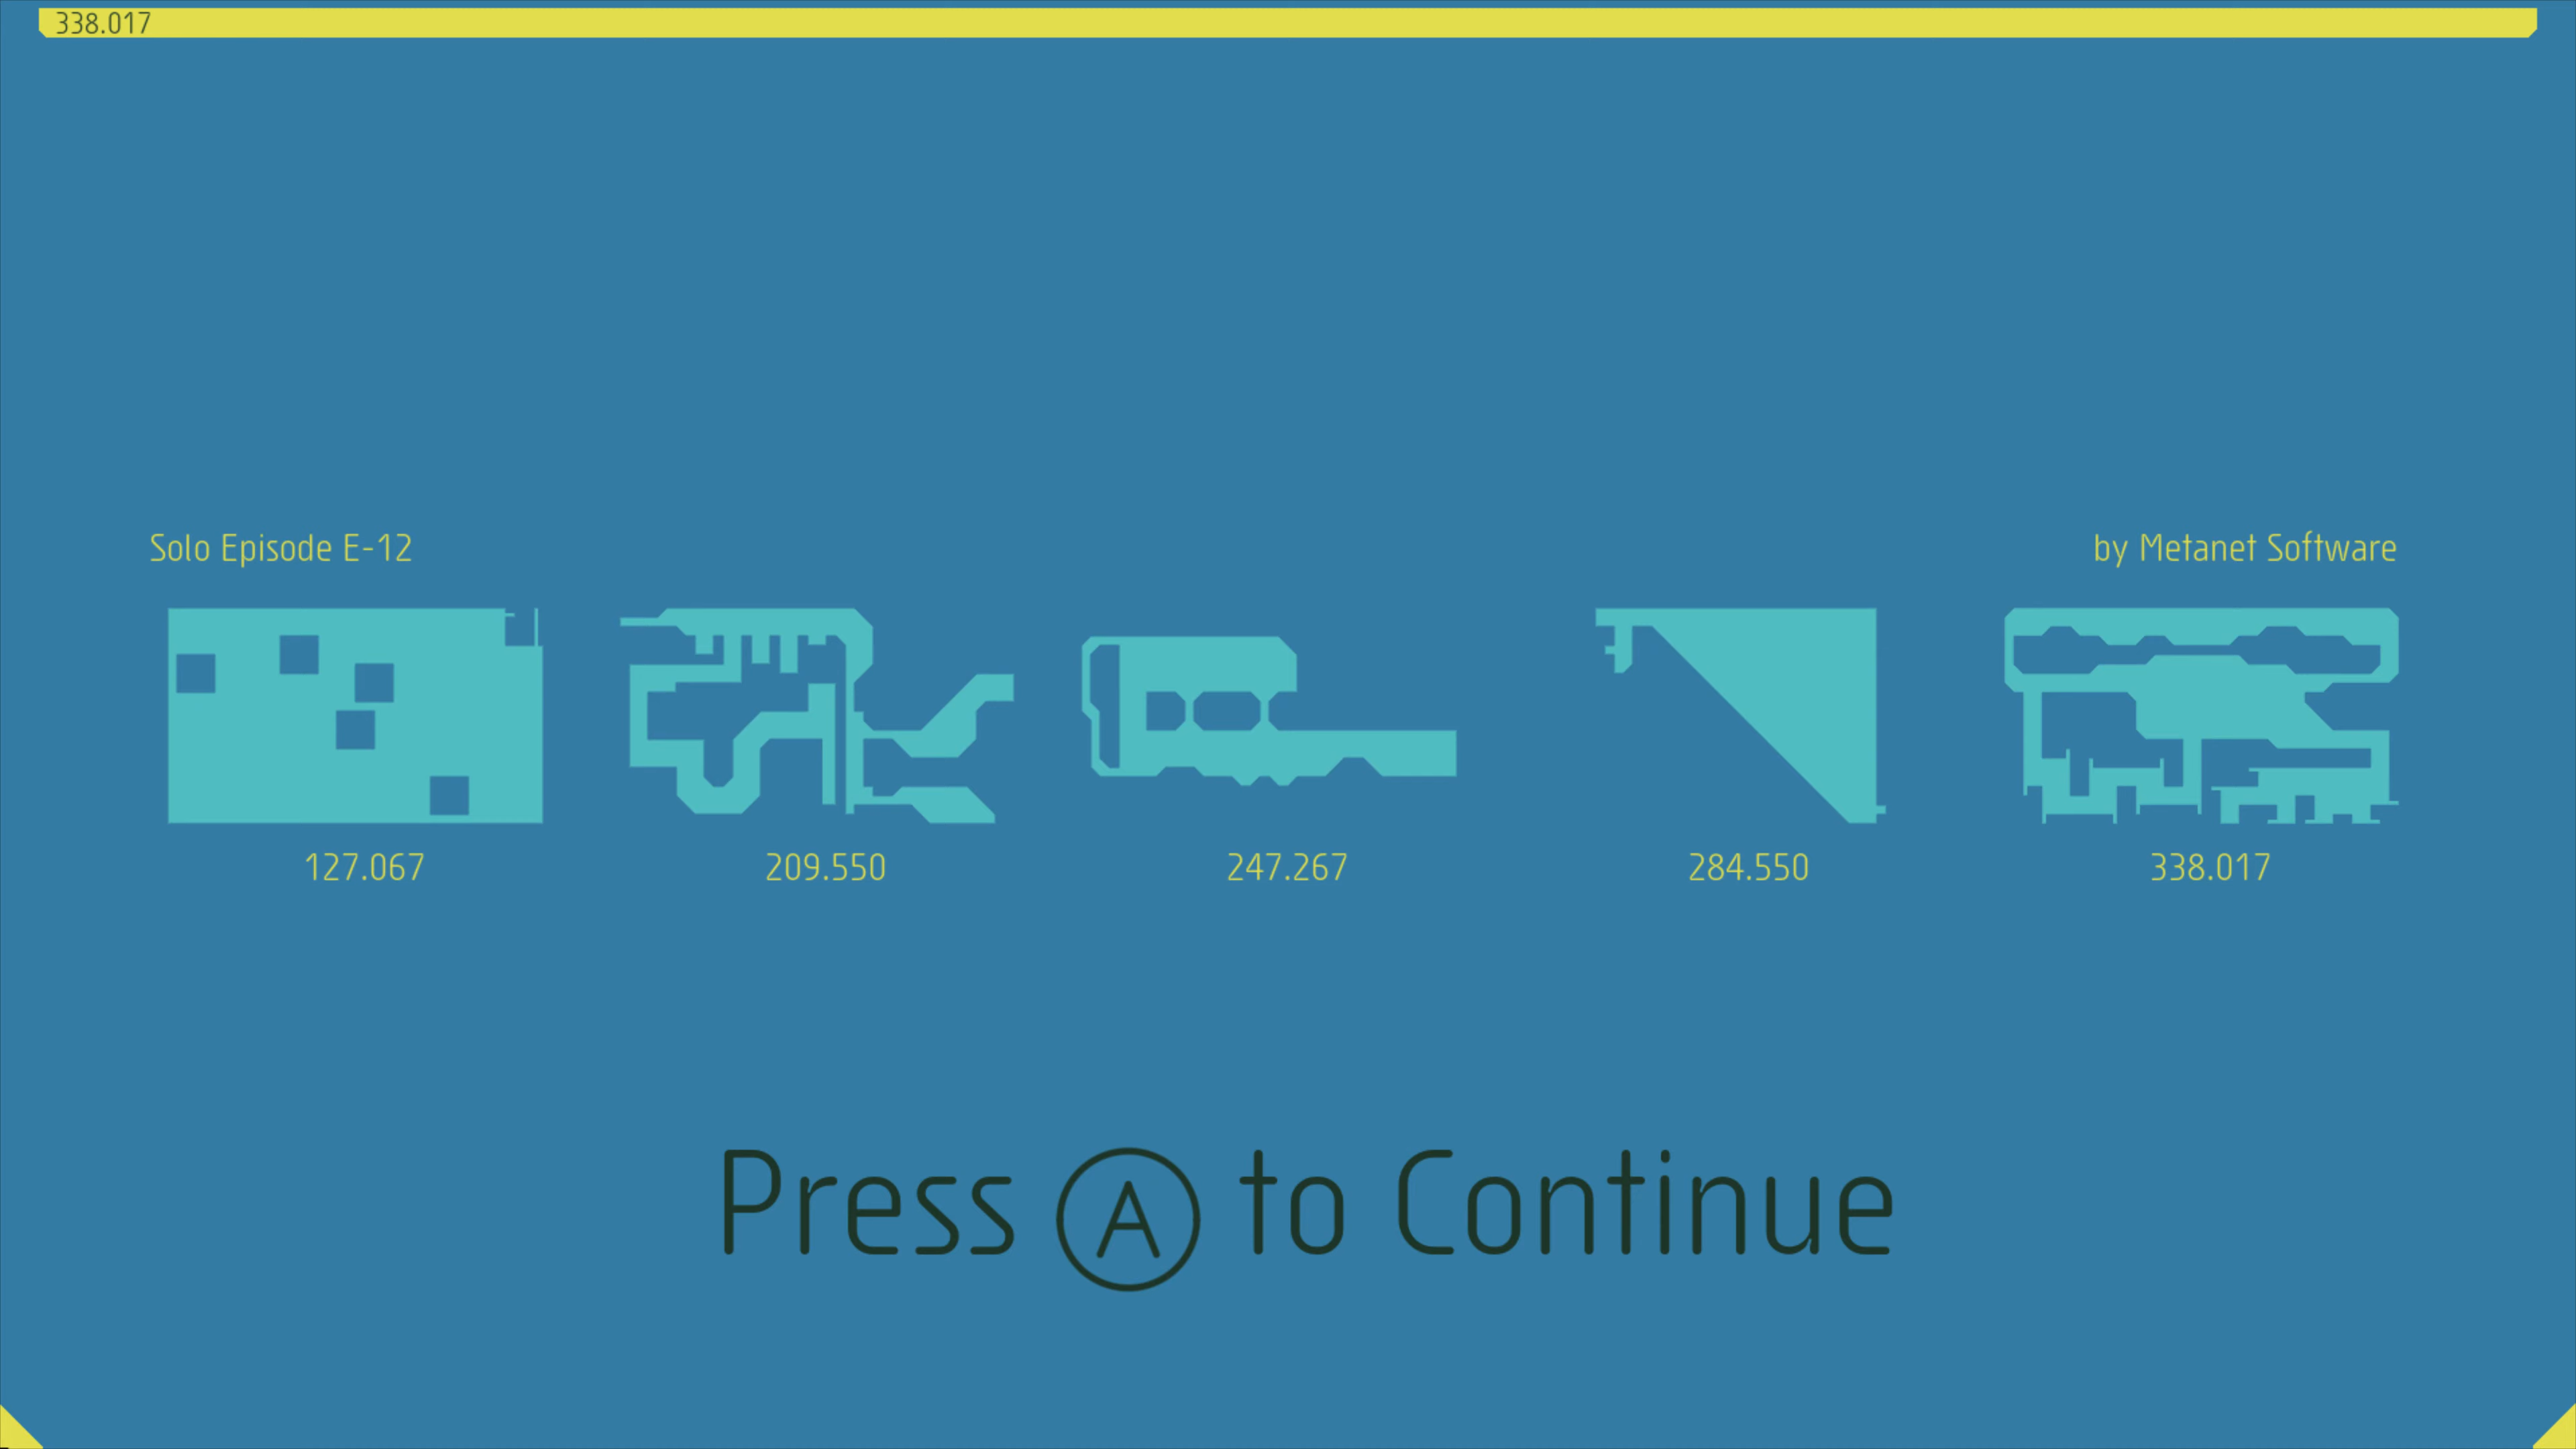 338.017
Solo Episode E-12
by Metanet Software
127.067
209.550
247.267
284.550
338.017
Press A to Continue